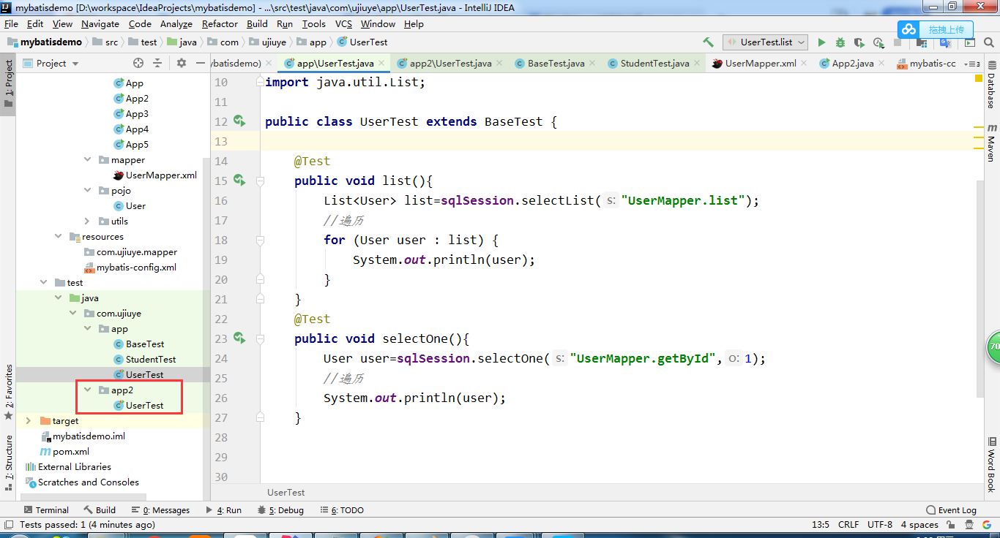 mybatisdemo [D:\workspace\IdeaProjects\mybatisdemo] - ...\src\test\java\com\ujiuye\app\UserTest.java - IntelliJ IDEA
File Edit View Navigate Code Analyze Refactor Build Run Tools VCS Window Help
拖拽上传
mybatisdemo src test java com ujiuye app UserTest
UserTest.list
Project
ybatisdemo) app\UserTest.java app2\UserTest.java BaseTest.java StudentTest.java UserMapper.xml App2.java mybatis-cc
1: Project
2: Favorites
7: Structure
App
App2
App3
App4
App5
mapper
UserMapper.xml
pojo
User
utils
resources
com.ujiuye.mapper
mybatis-config.xml
test
java
com.ujiuye
app
BaseTest
StudentTest
UserTest
app2
UserTest
target
mybatisdemo.iml
pom.xml
External Libraries
Scratches and Consoles
10 import java.util.List;
11
12 public class UserTest extends BaseTest {
13
14 @Test
15 public void list(){
16 List<User> list=sqlSession.selectList( s: "UserMapper.list");
17 //遍历
18 for (User user : list) {
19 System.out.println(user);
20 }
21 }
22 @Test
23 public void selectOne(){
24 User user=sqlSession.selectOne( s: "UserMapper.getById", o: 1);
25 //遍历
26 System.out.println(user);
27 }
28
29
30
UserTest
Database
Maven
70
Word Book
Terminal Build 0: Messages 4: Run 5: Debug 6: TODO Event Log
Tests passed: 1 (4 minutes ago) 13:5 CRLF UTF-8 4 spaces